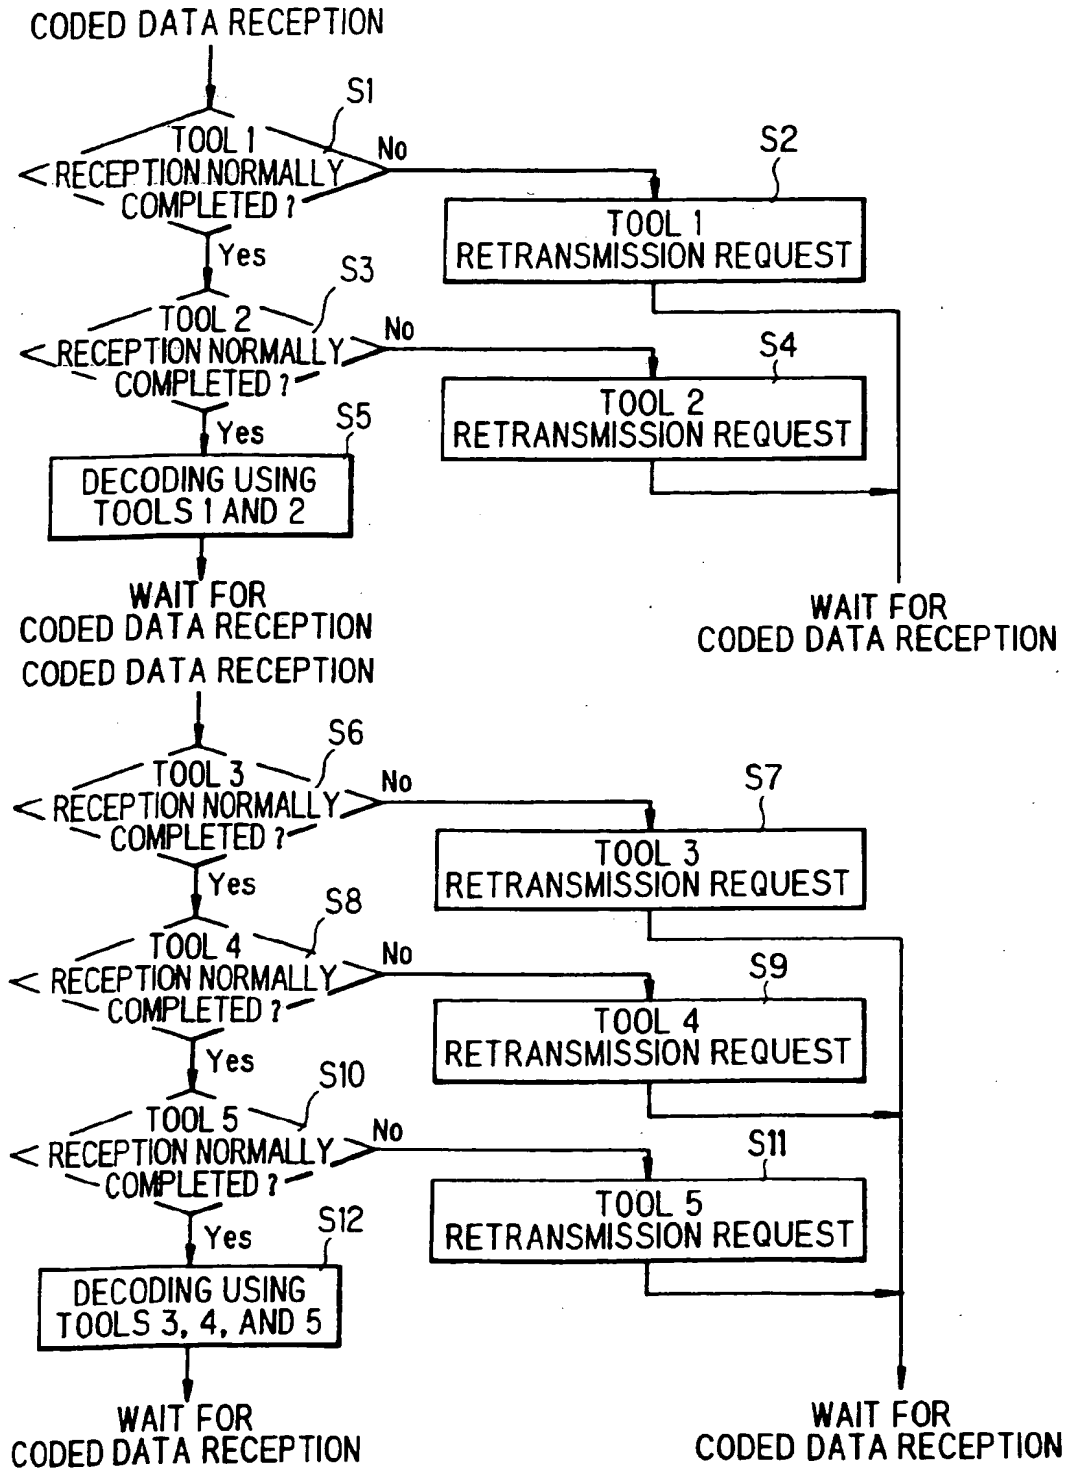 CODED DATA RECEPTION
S1
TOOL 1
RECEPTION NORMALLY
COMPLETED ?
No
S2
TOOL 1
RETRANSMISSION REQUEST
Yes
S3
TOOL 2
RECEPTION NORMALLY
COMPLETED ?
No
S4
TOOL 2
RETRANSMISSION REQUEST
Yes
S5
DECODING USING
TOOLS 1 AND 2
WAIT FOR
CODED DATA RECEPTION
WAIT FOR
CODED DATA RECEPTION
CODED DATA RECEPTION
S6
TOOL 3
RECEPTION NORMALLY
COMPLETED ?
No
S7
TOOL 3
RETRANSMISSION REQUEST
Yes
S8
TOOL 4
RECEPTION NORMALLY
COMPLETED ?
No
S9
TOOL 4
RETRANSMISSION REQUEST
Yes
S10
TOOL 5
RECEPTION NORMALLY
COMPLETED ?
No
S11
TOOL 5
RETRANSMISSION REQUEST
Yes
S12
DECODING USING
TOOLS 3, 4, AND 5
WAIT FOR
CODED DATA RECEPTION
WAIT FOR
CODED DATA RECEPTION